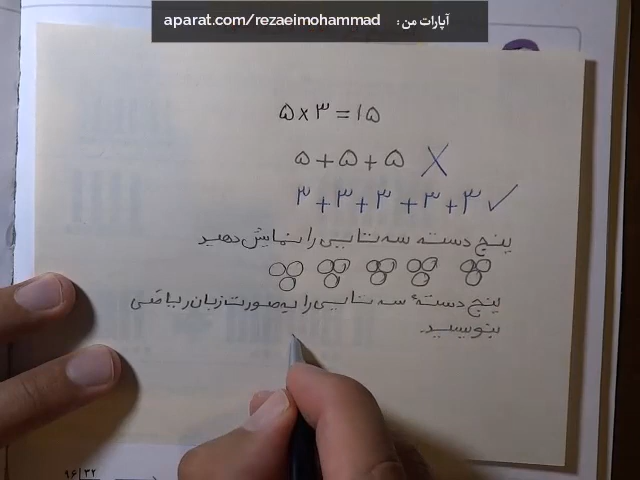 aparat.com/rezaeimohammad آپارات من :
۵ × ۳ = ۱۵
۵ + ۵ + ۵ X
۳ + ۳ + ۳ + ۳ + ۳ ✓
پنج دسته سه تایی را نمایش دهید
پنج دستهٔ سه تایی را به صورت زبان ریاضی
بنویسید.
۹۶ | ۳۲